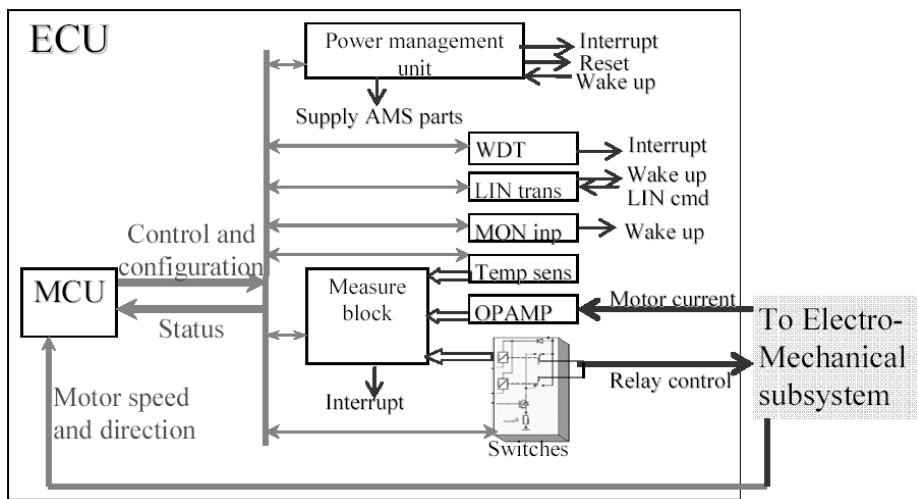 ECU
Power management
unit
Interrupt
Reset
Wake up
Supply AMS parts
WDT
Interrupt
LIN trans
Wake up
LIN cmd
MON inp
Wake up
Control and
configuration
Temp sens
MCU
Measure
block
OPAMP
Motor current
Status
To Electro-
Mechanical
subsystem
Relay control
Interrupt
Motor speed
and direction
Switches